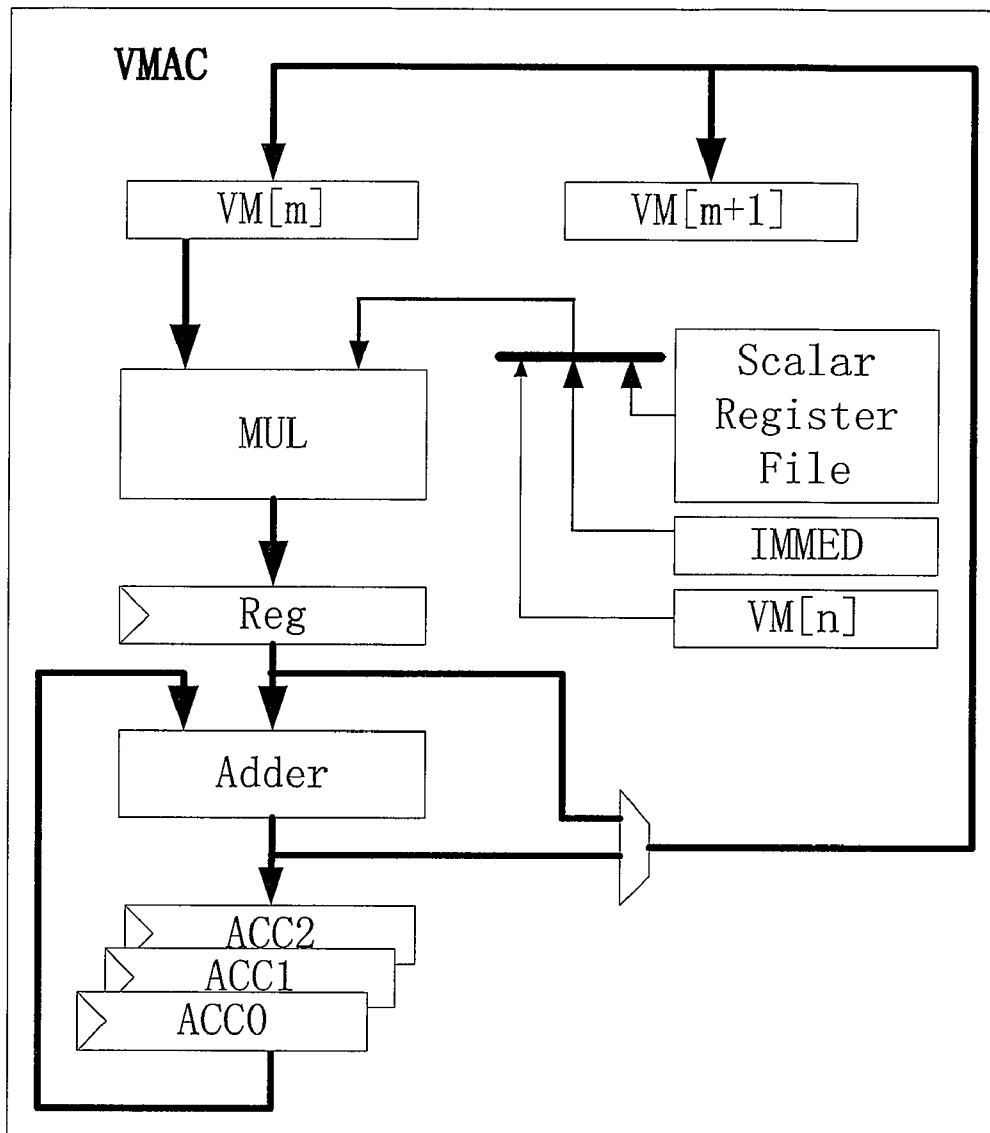 VMAC
VM[m]
VM[m+1]
MUL
Scalar
Register
File
IMMED
VM[n]
Reg
Adder
ACC2
ACC1
ACC0